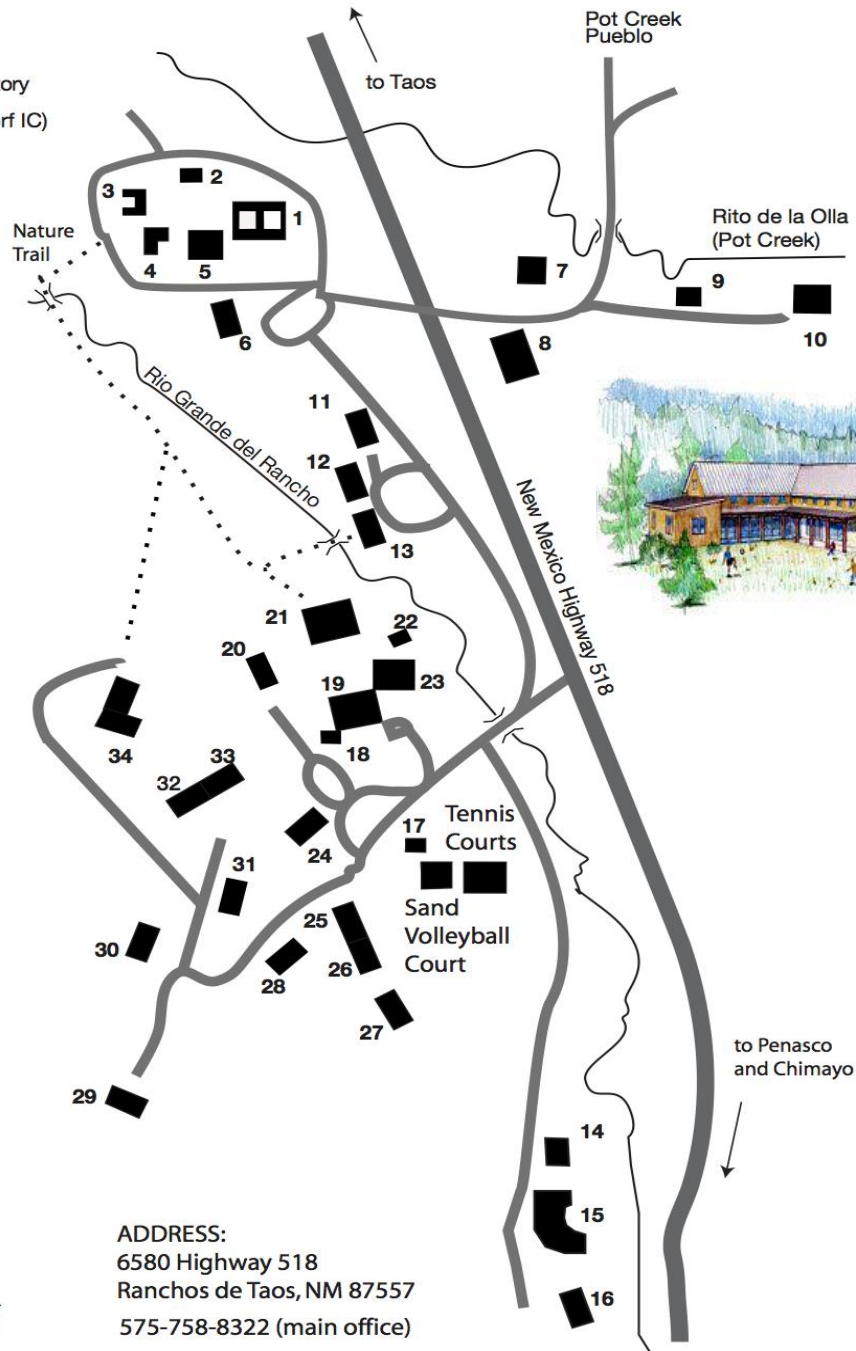 Pot Creek
Pueblo
to Taos
tory
rf IC)
3
2
1
Nature
Trail
4
5
Rito de la Olla
(Pot Creek)
7
9
6
8
10
11
Rio Grande del Rancho
12
New Mexico Highway 518
13
21
22
20
19
23
18
34
33
32
24
17
Tennis
Courts
31
25
Sand
Volleyball
Court
30
26
28
27
to Penasco
and Chimayo
29
14
15
16
ADDRESS:
6580 Highway 518
Ranchos de Taos, NM 87557
575-758-8322 (main office)